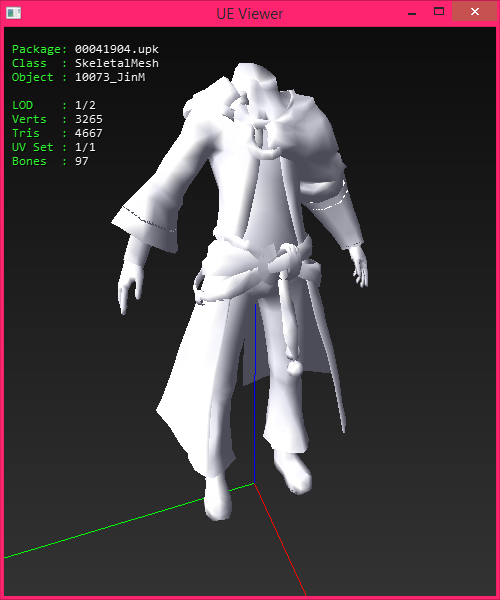 UE Viewer
Package: 00041904.upk
Class  : SkeletalMesh
Object : 10073_JinM
LOD    : 1/2
Verts  : 3265
Tris   : 4667
UV Set : 1/1
Bones  : 97